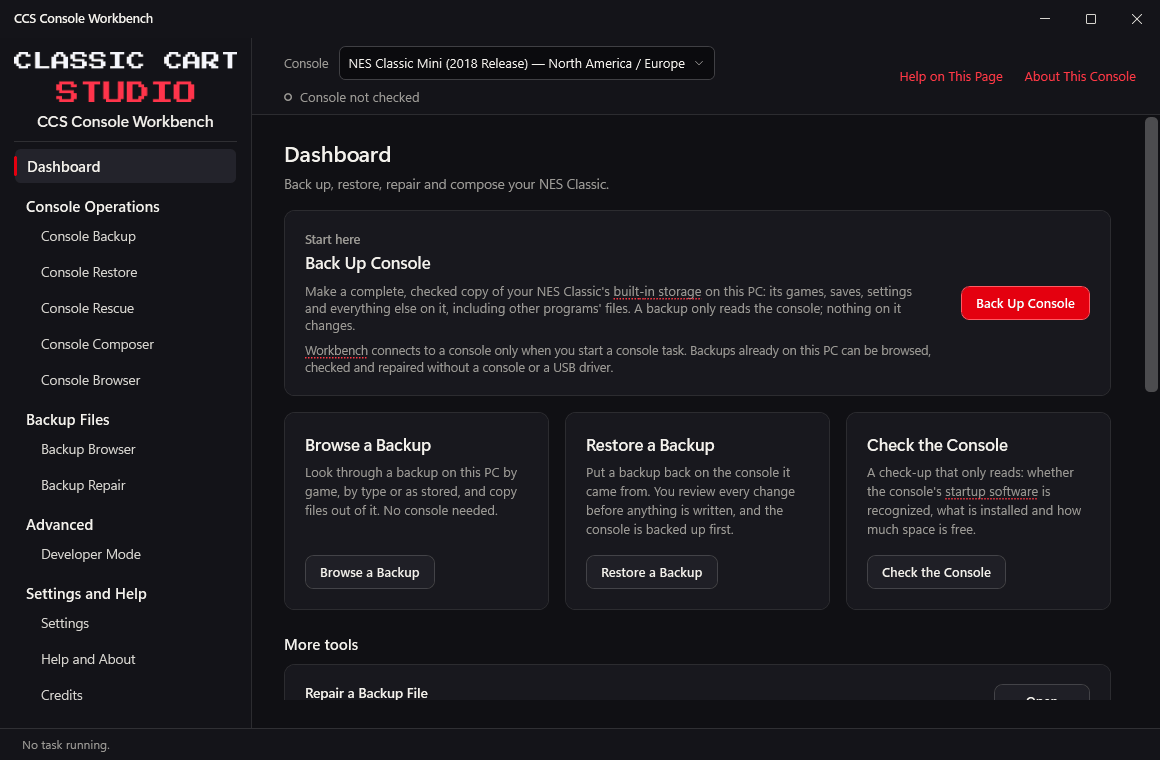 CCS Console Workbench
CLASSIC CART
STUDIO
CCS Console Workbench
Dashboard
Console Operations
Console Backup
Console Restore
Console Rescue
Console Composer
Console Browser
Backup Files
Backup Browser
Backup Repair
Advanced
Developer Mode
Settings and Help
Settings
Help and About
Credits
Console
NES Classic Mini (2018 Release) — North America / Europe
Console not checked
Help on This Page
About This Console
Dashboard
Back up, restore, repair and compose your NES Classic.
Start here
Back Up Console
Make a complete, checked copy of your NES Classic's built-in storage on this PC: its games, saves, settings
and everything else on it, including other programs' files. A backup only reads the console; nothing on it
changes.
Workbench connects to a console only when you start a console task. Backups already on this PC can be browsed,
checked and repaired without a console or a USB driver.
Back Up Console
Browse a Backup
Look through a backup on this PC by
game, by type or as stored, and copy
files out of it. No console needed.
Browse a Backup
Restore a Backup
Put a backup back on the console it
came from. You review every change
before anything is written, and the
console is backed up first.
Restore a Backup
Check the Console
A check-up that only reads: whether
the console's startup software is
recognized, what is installed and how
much space is free.
Check the Console
More tools
Repair a Backup File
Open
No task running.